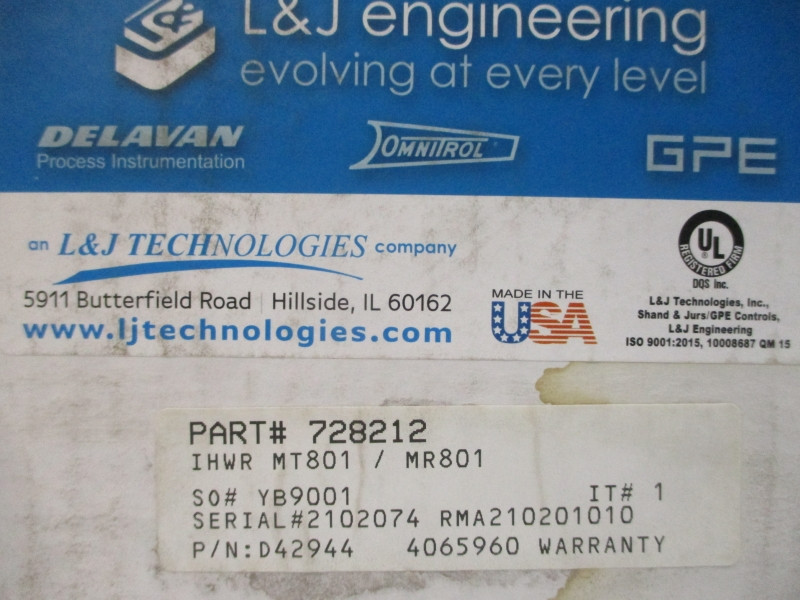 L&J engineering
evolving at every level
DELAVAN
Process Instrumentation
OMNITROL
GPE
an L&J TECHNOLOGIES company
5911 Butterfield Road | Hillside, IL 60162
www.ljtechnologies.com
MADE IN THE
USA
UL
REGISTERED FIRM
DQS Inc.
L&J Technologies, Inc.,
Shand & Jurs/GPE Controls,
L&J Engineering
ISO 9001:2015, 10008687 QM 15
PART# 728212
IHWR MT801 / MR801
SO# YB9001 IT# 1
SERIAL#2102074 RMA210201010
P/N:D42944 4065960 WARRANTY